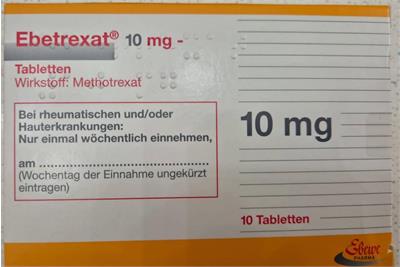 Ebetrexat® 10 mg -
Tabletten
Wirkstoff: Methotrexat
Bei rheumatischen und/oder
Hauterkrankungen:
Nur einmal wöchentlich einnehmen,
am ........................................
(Wochentag der Einnahme ungekürzt
eintragen)
10 mg
10 Tabletten
Ebewe
PHARMA